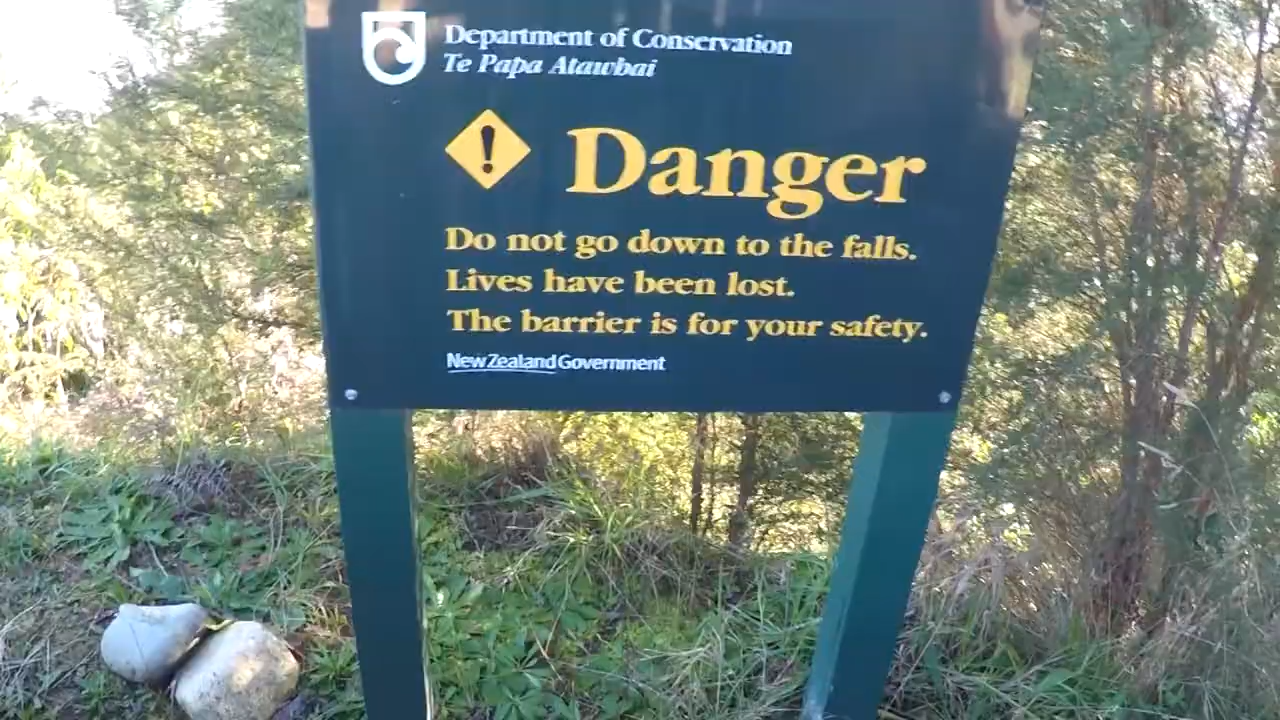 Department of Conservation
Te Papa Atawhai
! Danger
Do not go down to the falls.
Lives have been lost.
The barrier is for your safety.
New Zealand Government